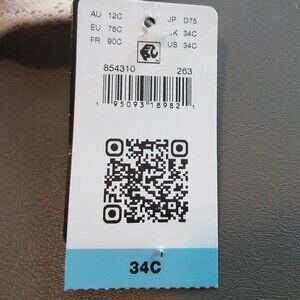 AU 12C JP D75
EU 75C UK 34C
FR 90C US 34C
854310 263
1 95093 18982 1
34C